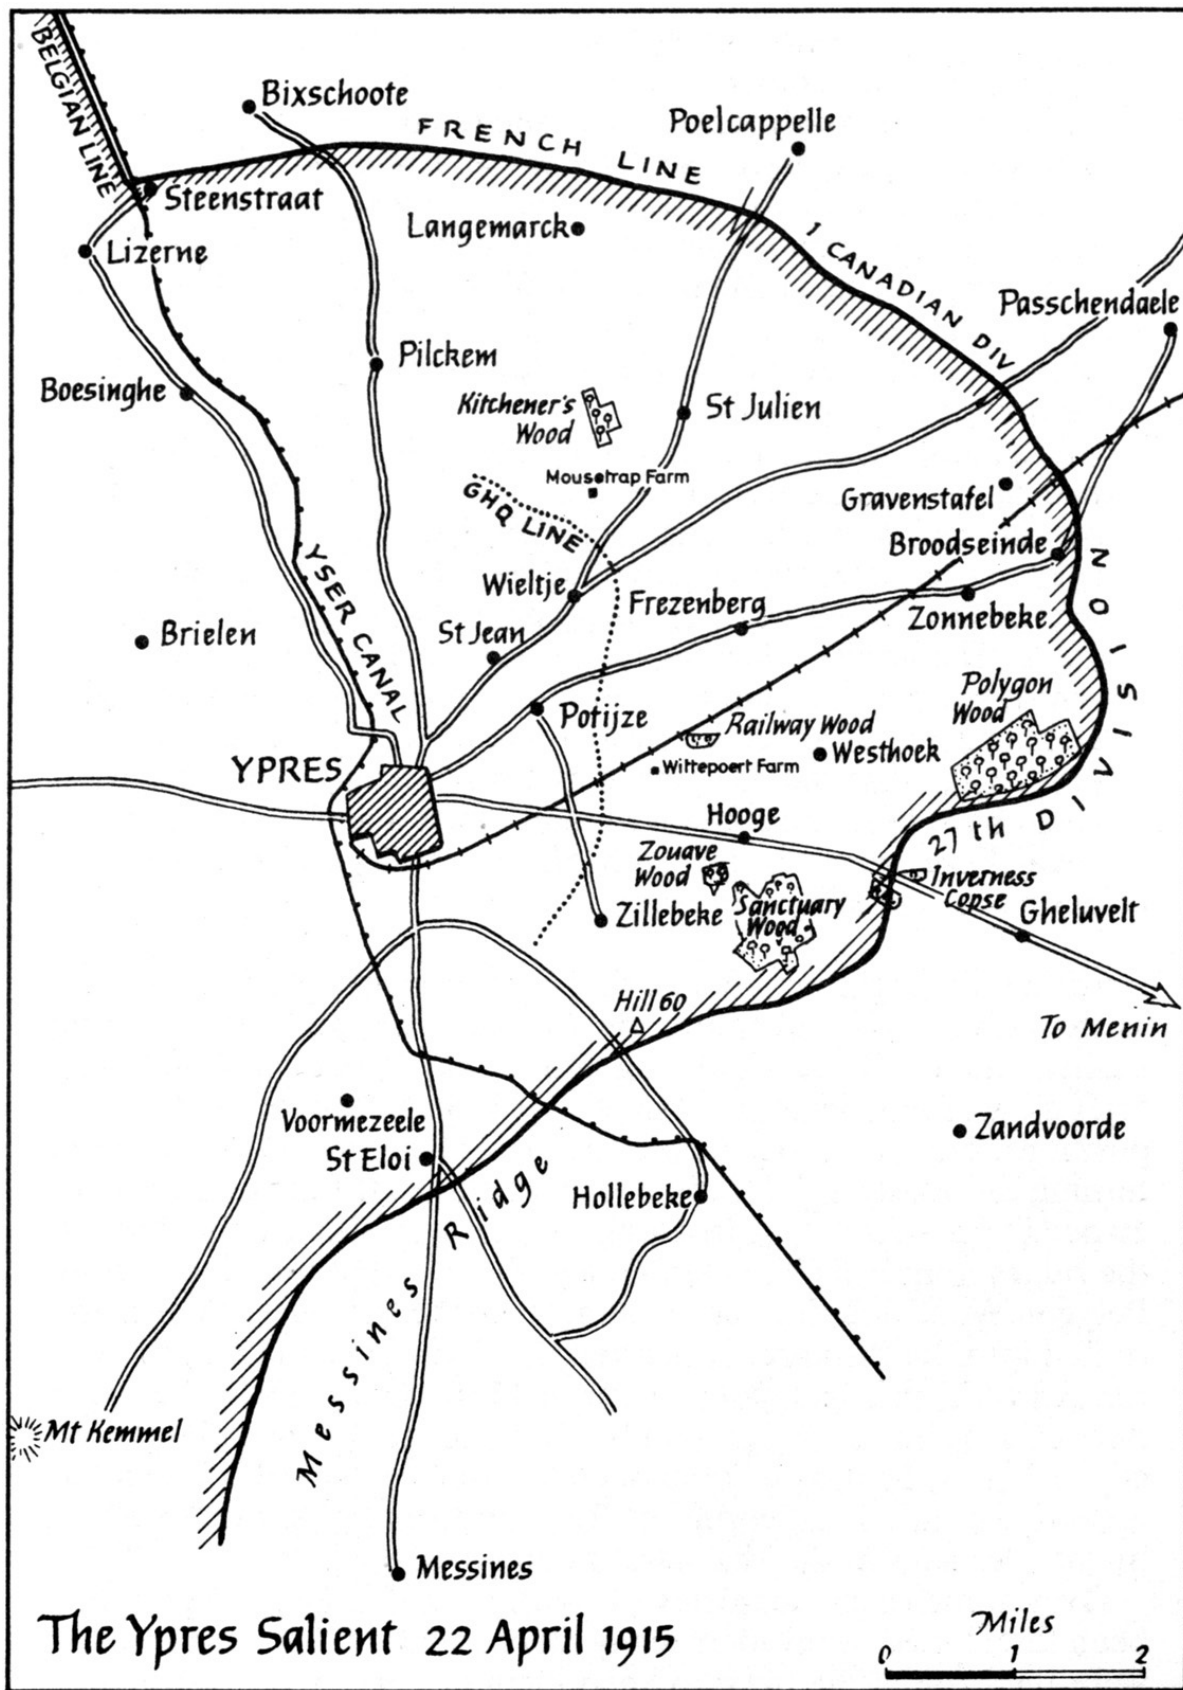 BELGIAN LINE
Bixschoote
FRENCH LINE
Poelcappelle
Steenstraat
Langemarck
1 CANADIAN DIV
Lizerne
Passchendaele
Pilckem
Boesinghe
Kitchener's
Wood
St Julien
Mousetrap Farm
GHQ LINE
Gravenstafel
Broodseinde
YSER CANAL
Wieltje
Frezenberg
Zonnebeke
Brielen
St Jean
Polygon
Wood
Potijze
Railway Wood
Westhoek
Wittepoert Farm
YPRES
Hooge
27th DIVISION
Zouave
Wood
Inverness
Copse
Zillebeke
Sanctuary
Wood
Gheluvelt
Hill 60
To Menin
Voormezeele
Zandvoorde
St Eloi
Hollebeke
Messines Ridge
Mt Kemmel
Messines
The Ypres Salient 22 April 1915
Miles
0 1 2